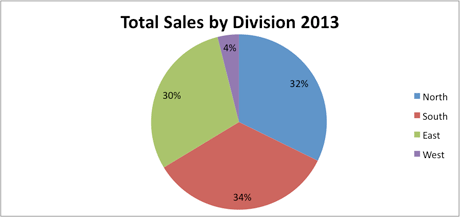 Total Sales by Division 2013
4%
32%
30%
34%
North
South
East
West